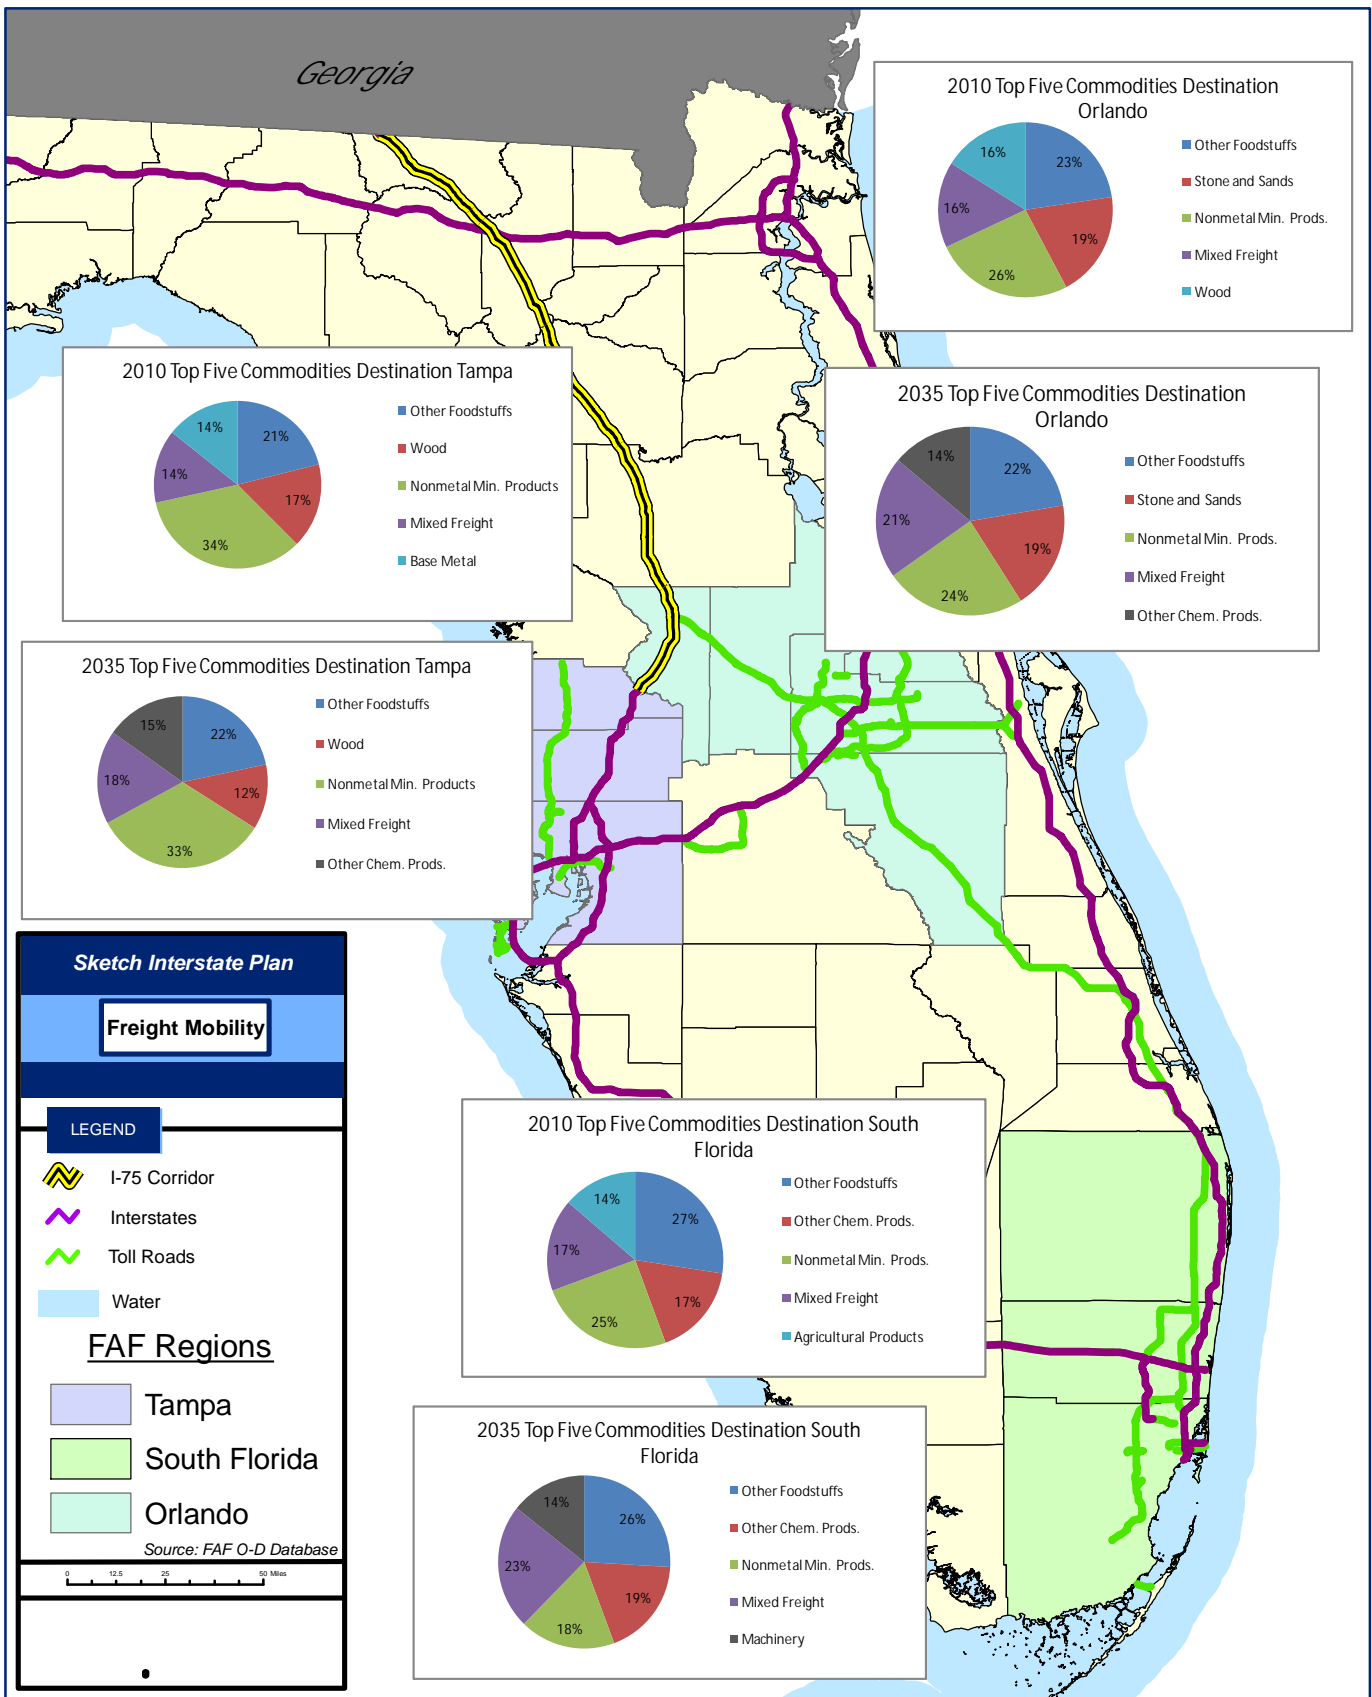 Georgia
2010 Top Five Commodities Destination
Orlando
16%
23%
16%
19%
26%
Other Foodstuffs
Stone and Sands
Nonmetal Min. Prods.
Mixed Freight
Wood
2010 Top Five Commodities Destination Tampa
14%
21%
14%
17%
34%
Other Foodstuffs
Wood
Nonmetal Min. Products
Mixed Freight
Base Metal
2035 Top Five Commodities Destination
Orlando
14%
22%
21%
19%
24%
Other Foodstuffs
Stone and Sands
Nonmetal Min. Prods.
Mixed Freight
Other Chem. Prods.
2035 Top Five Commodities Destination Tampa
15%
22%
18%
12%
33%
Other Foodstuffs
Wood
Nonmetal Min. Products
Mixed Freight
Other Chem. Prods.
Sketch Interstate Plan
Freight Mobility
LEGEND
I-75 Corridor
Interstates
Toll Roads
Water
FAF Regions
Tampa
South Florida
Orlando
Source: FAF O-D Database
0 12.5 25 50 Miles
2010 Top Five Commodities Destination South
Florida
14%
27%
17%
17%
25%
Other Foodstuffs
Other Chem. Prods.
Nonmetal Min. Prods.
Mixed Freight
Agricultural Products
2035 Top Five Commodities Destination South
Florida
14%
26%
23%
19%
18%
Other Foodstuffs
Other Chem. Prods.
Nonmetal Min. Prods.
Mixed Freight
Machinery